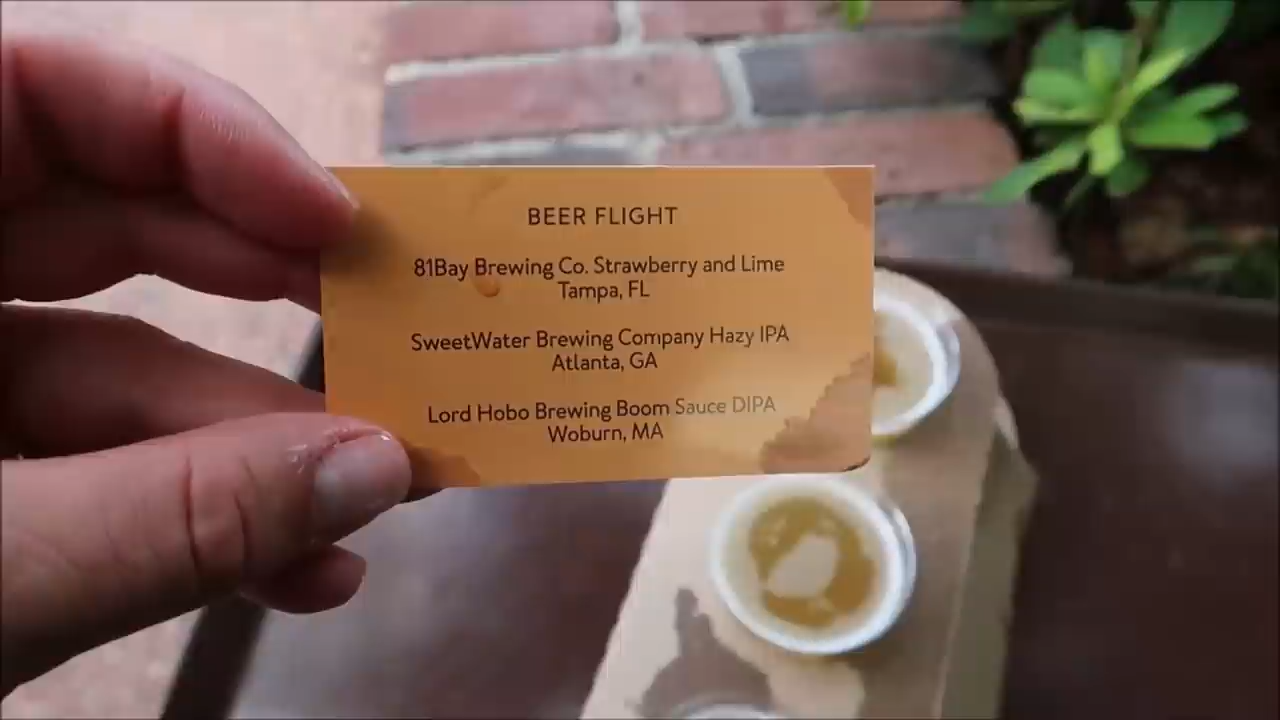 BEER FLIGHT
81Bay Brewing Co. Strawberry and Lime
Tampa, FL
SweetWater Brewing Company Hazy IPA
Atlanta, GA
Lord Hobo Brewing Boom Sauce DIPA
Woburn, MA